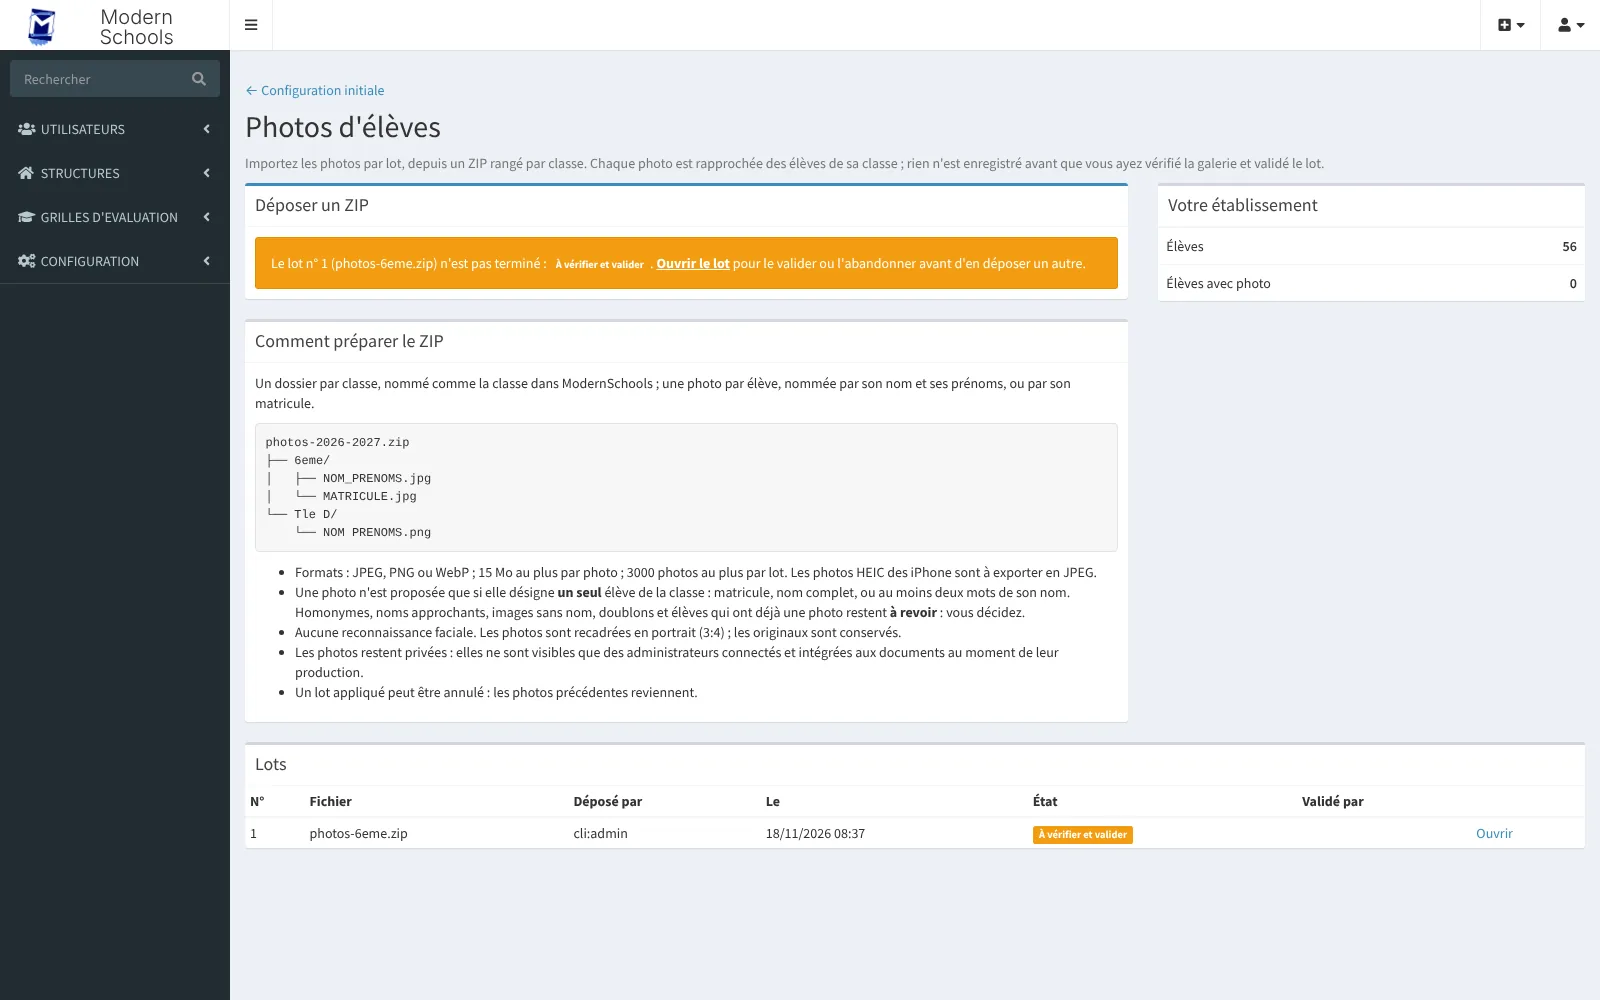 Modern
Schools
Rechercher
UTILISATEURS
STRUCTURES
GRILLES D'EVALUATION
CONFIGURATION
← Configuration initiale
Photos d'élèves
Importez les photos par lot, depuis un ZIP rangé par classe. Chaque photo est rapprochée des élèves de sa classe ; rien n'est enregistré avant que vous ayez vérifié la galerie et validé le lot.
Déposer un ZIP
Le lot n° 1 (photos-6eme.zip) n'est pas terminé : À vérifier et valider . Ouvrir le lot pour le valider ou l'abandonner avant d'en déposer un autre.
Votre établissement
Élèves 56
Élèves avec photo 0
Comment préparer le ZIP
Un dossier par classe, nommé comme la classe dans ModernSchools ; une photo par élève, nommée par son nom et ses prénoms, ou par son
matricule.
photos-2026-2027.zip
├── 6eme/
│   ├── NOM_PRENOMS.jpg
│   └── MATRICULE.jpg
└── Tle D/
    └── NOM PRENOMS.png
• Formats : JPEG, PNG ou WebP ; 15 Mo au plus par photo ; 3000 photos au plus par lot. Les photos HEIC des iPhone sont à exporter en JPEG.
• Une photo n'est proposée que si elle désigne un seul élève de la classe : matricule, nom complet, ou au moins deux mots de son nom.
Homonymes, noms approchants, images sans nom, doublons et élèves qui ont déjà une photo restent à revoir : vous décidez.
• Aucune reconnaissance faciale. Les photos sont recadrées en portrait (3:4) ; les originaux sont conservés.
• Les photos restent privées : elles ne sont visibles que des administrateurs connectés et intégrées aux documents au moment de leur
production.
• Un lot appliqué peut être annulé : les photos précédentes reviennent.
Lots
N° Fichier Déposé par Le État Validé par
1 photos-6eme.zip cli:admin 18/11/2026 08:37 À vérifier et valider Ouvrir